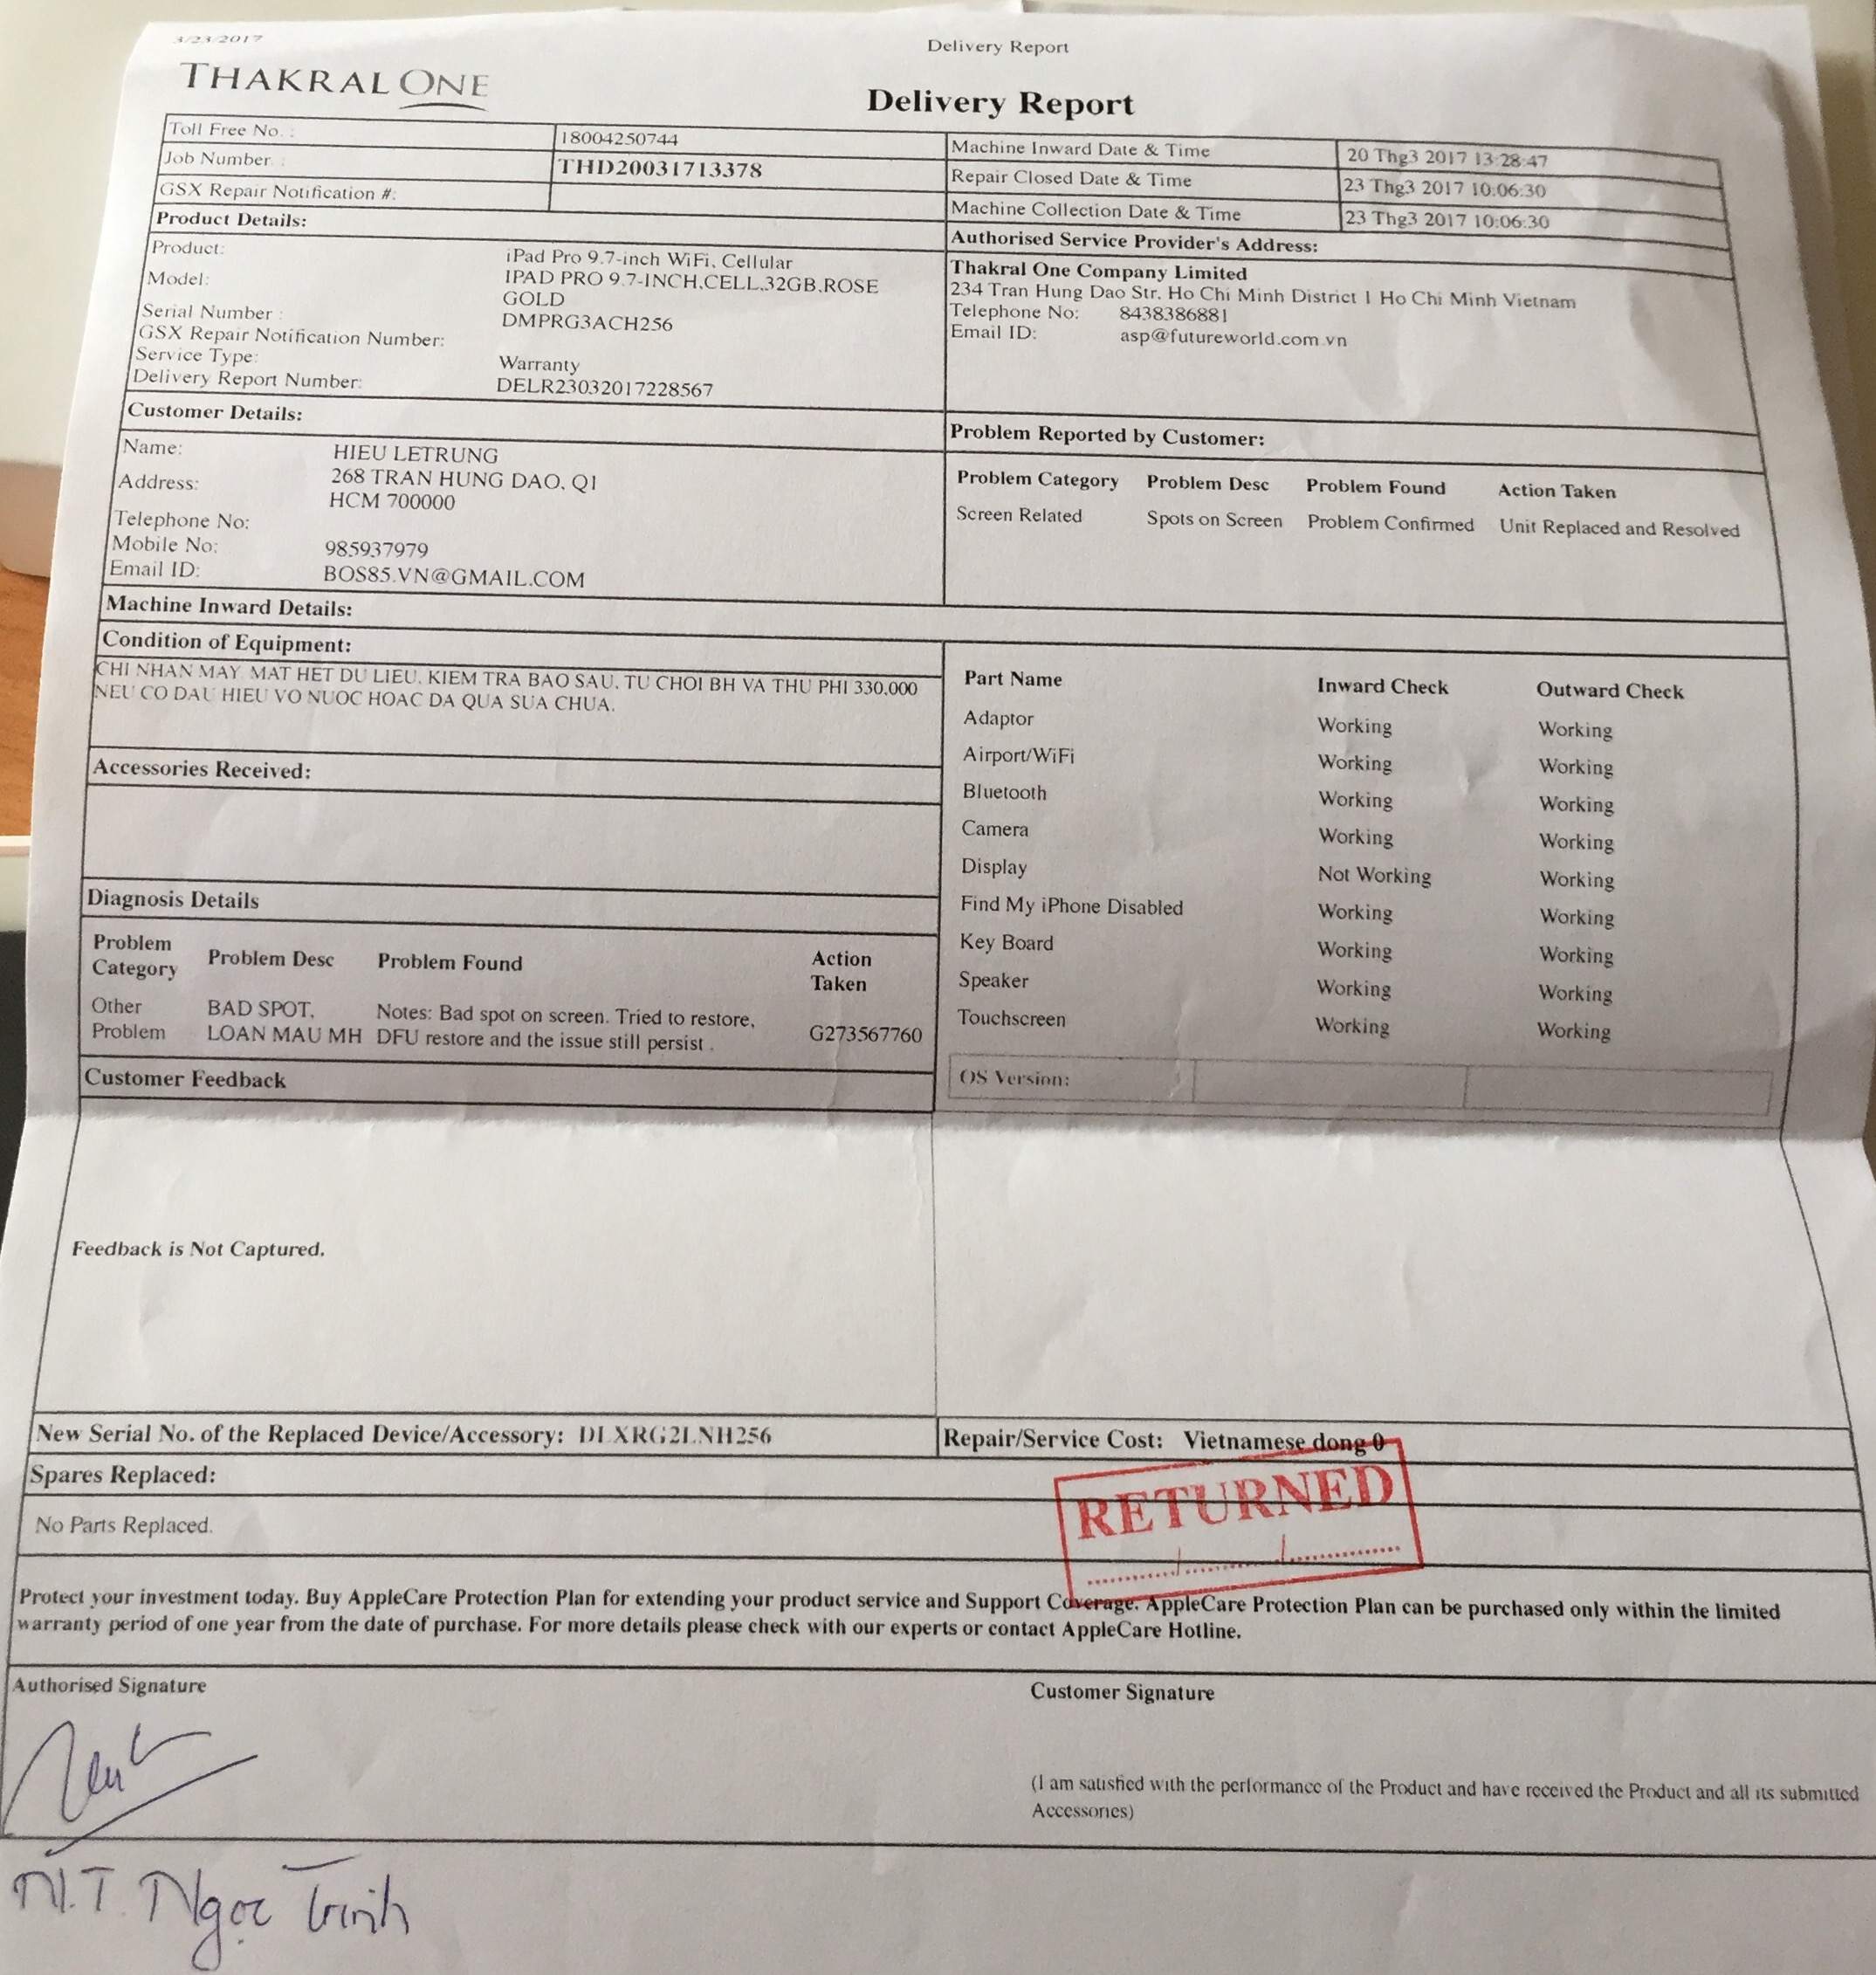 3/23/2017
Delivery Report
THAKRAL ONE
Delivery Report
Toll Free No. : 18004250744
Job Number : THD20031713378
GSX Repair Notification #:
Machine Inward Date & Time 20 Thg3 2017 13:28:47
Repair Closed Date & Time 23 Thg3 2017 10:06:30
Machine Collection Date & Time 23 Thg3 2017 10:06:30
Product Details:
Product: iPad Pro 9.7-inch WiFi, Cellular
Model: IPAD PRO 9.7-INCH,CELL,32GB,ROSE
GOLD
Serial Number : DMPRG3ACH256
GSX Repair Notification Number:
Service Type: Warranty
Delivery Report Number: DELR23032017228567
Authorised Service Provider's Address:
Thakral One Company Limited
234 Tran Hung Dao Str, Ho Chi Minh District 1 Ho Chi Minh Vietnam
Telephone No: 8438386881
Email ID: asp@futureworld.com.vn
Customer Details:
Name: HIEU LETRUNG
Address: 268 TRAN HUNG DAO, Q1
HCM 700000
Telephone No:
Mobile No: 985937979
Email ID: BOS85.VN@GMAIL.COM
Problem Reported by Customer:
Problem Category Problem Desc Problem Found Action Taken
Screen Related Spots on Screen Problem Confirmed Unit Replaced and Resolved
Machine Inward Details:
Condition of Equipment:
CHI NHAN MAY. MAT HET DU LIEU. KIEM TRA BAO SAU. TU CHOI BH VA THU PHI 330.000
NEU CO DAU HIEU VO NUOC HOAC DA QUA SUA CHUA.
Accessories Received:
Diagnosis Details
Problem
Category Problem Desc Problem Found Action
Taken
Other
Problem BAD SPOT,
LOAN MAU MH Notes: Bad spot on screen. Tried to restore,
DFU restore and the issue still persist . G273567760
Customer Feedback
Part Name Inward Check Outward Check
Adaptor Working Working
Airport/WiFi Working Working
Bluetooth Working Working
Camera Working Working
Display Not Working Working
Find My iPhone Disabled Working Working
Key Board Working Working
Speaker Working Working
Touchscreen Working Working
OS Version:
Feedback is Not Captured.
New Serial No. of the Replaced Device/Accessory: DLXRG2LNH256
Repair/Service Cost: Vietnamese dong 0
Spares Replaced:
RETURNED
No Parts Replaced.
Protect your investment today. Buy AppleCare Protection Plan for extending your product service and Support Coverage. AppleCare Protection Plan can be purchased only within the limited
warranty period of one year from the date of purchase. For more details please check with our experts or contact AppleCare Hotline.
Authorised Signature
Customer Signature
(I am satisfied with the performance of the Product and have received the Product and all its submitted
Accessories)
N.T. Ngọc Trinh